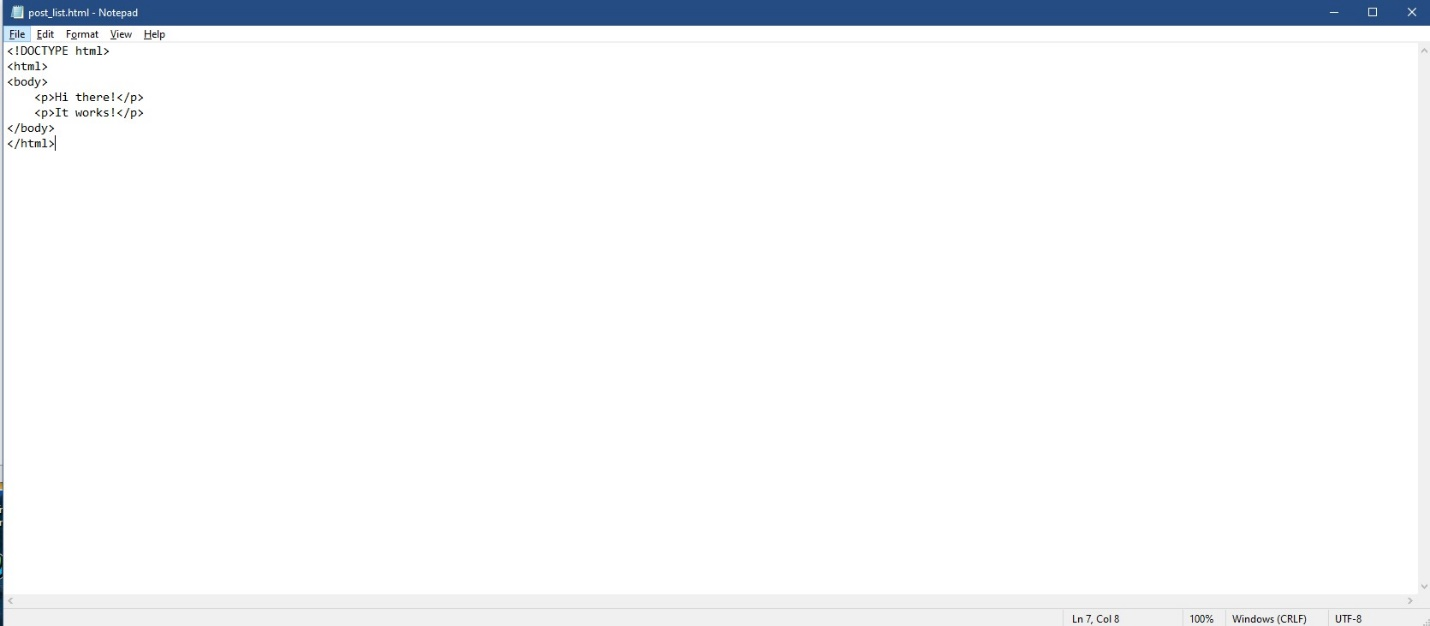 post_list.html - Notepad
File Edit Format View Help
<!DOCTYPE html>
<html>
<body>
    <p>Hi there!</p>
    <p>It works!</p>
</body>
</html>
Ln 7, Col 8 100% Windows (CRLF) UTF-8